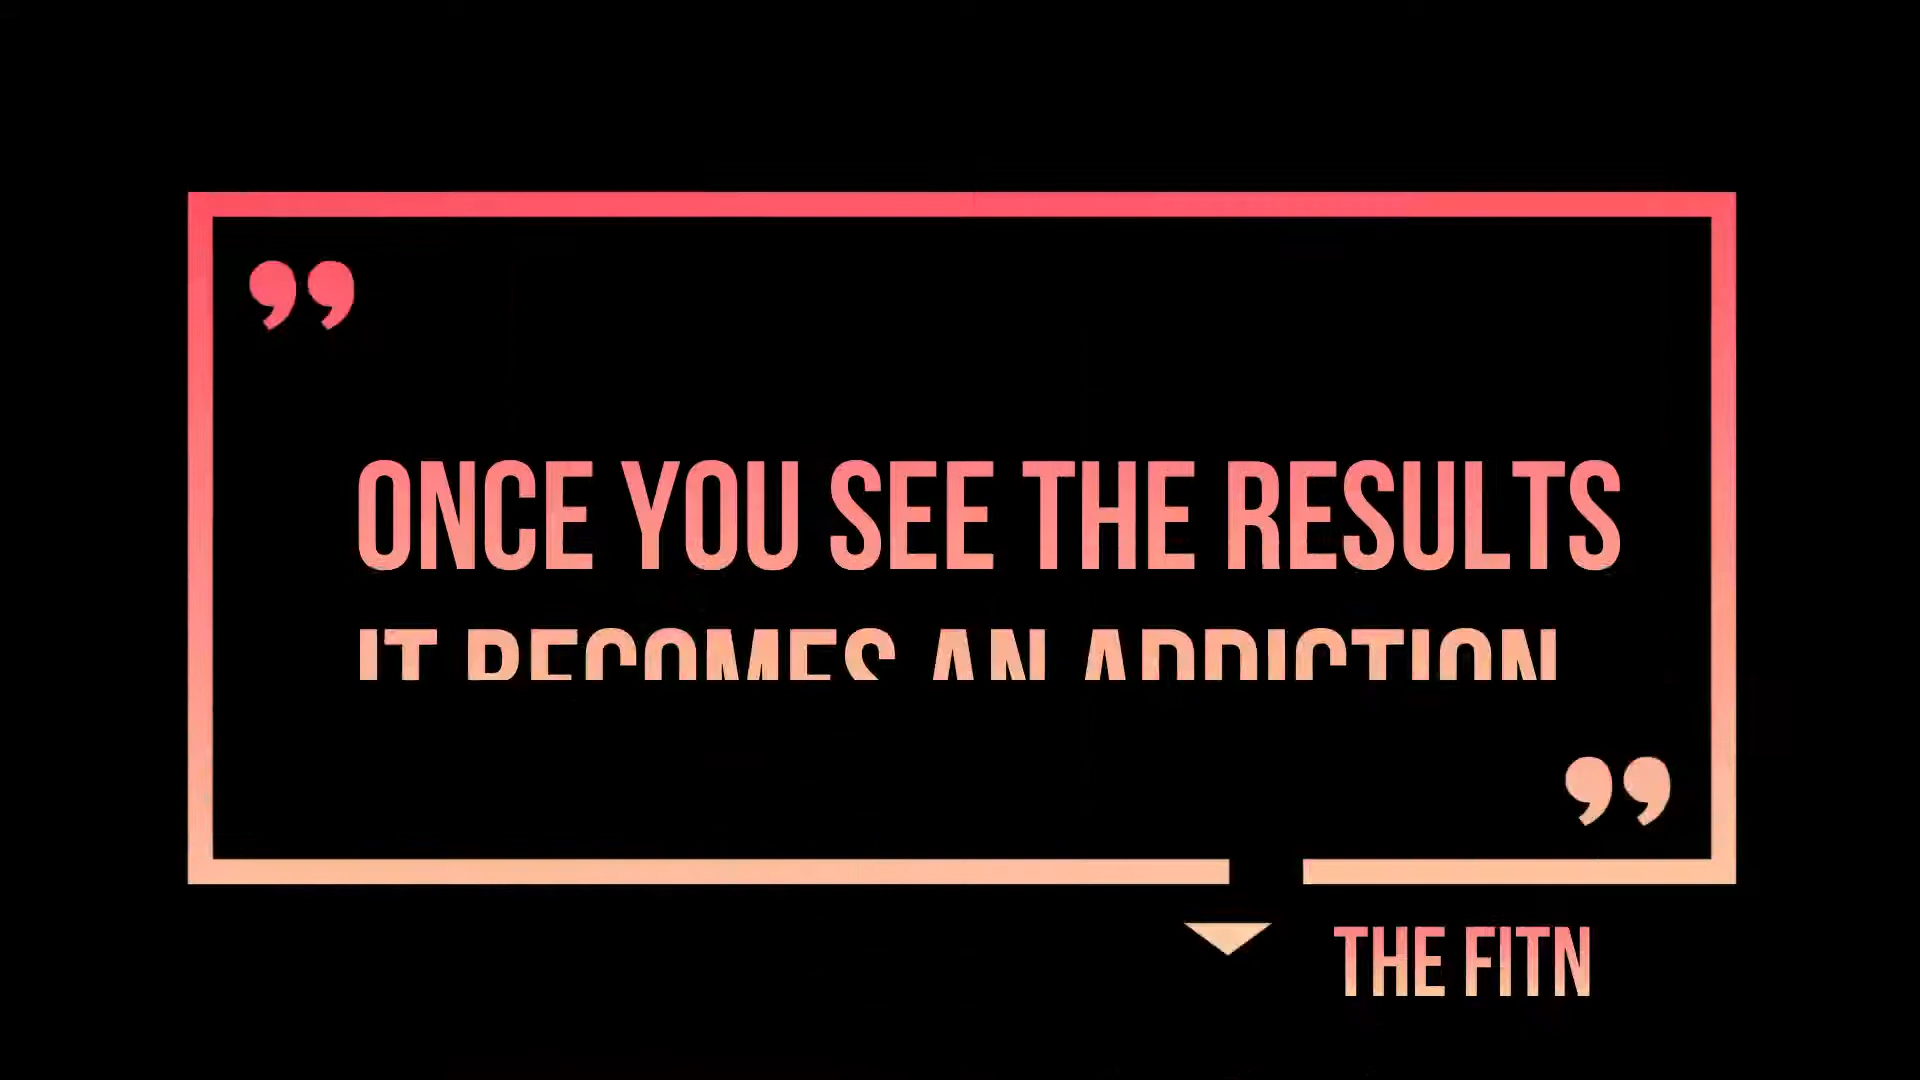 ”
ONCE YOU SEE THE RESULTS
IT BECOMES AN ADDICTION
”
THE FITN